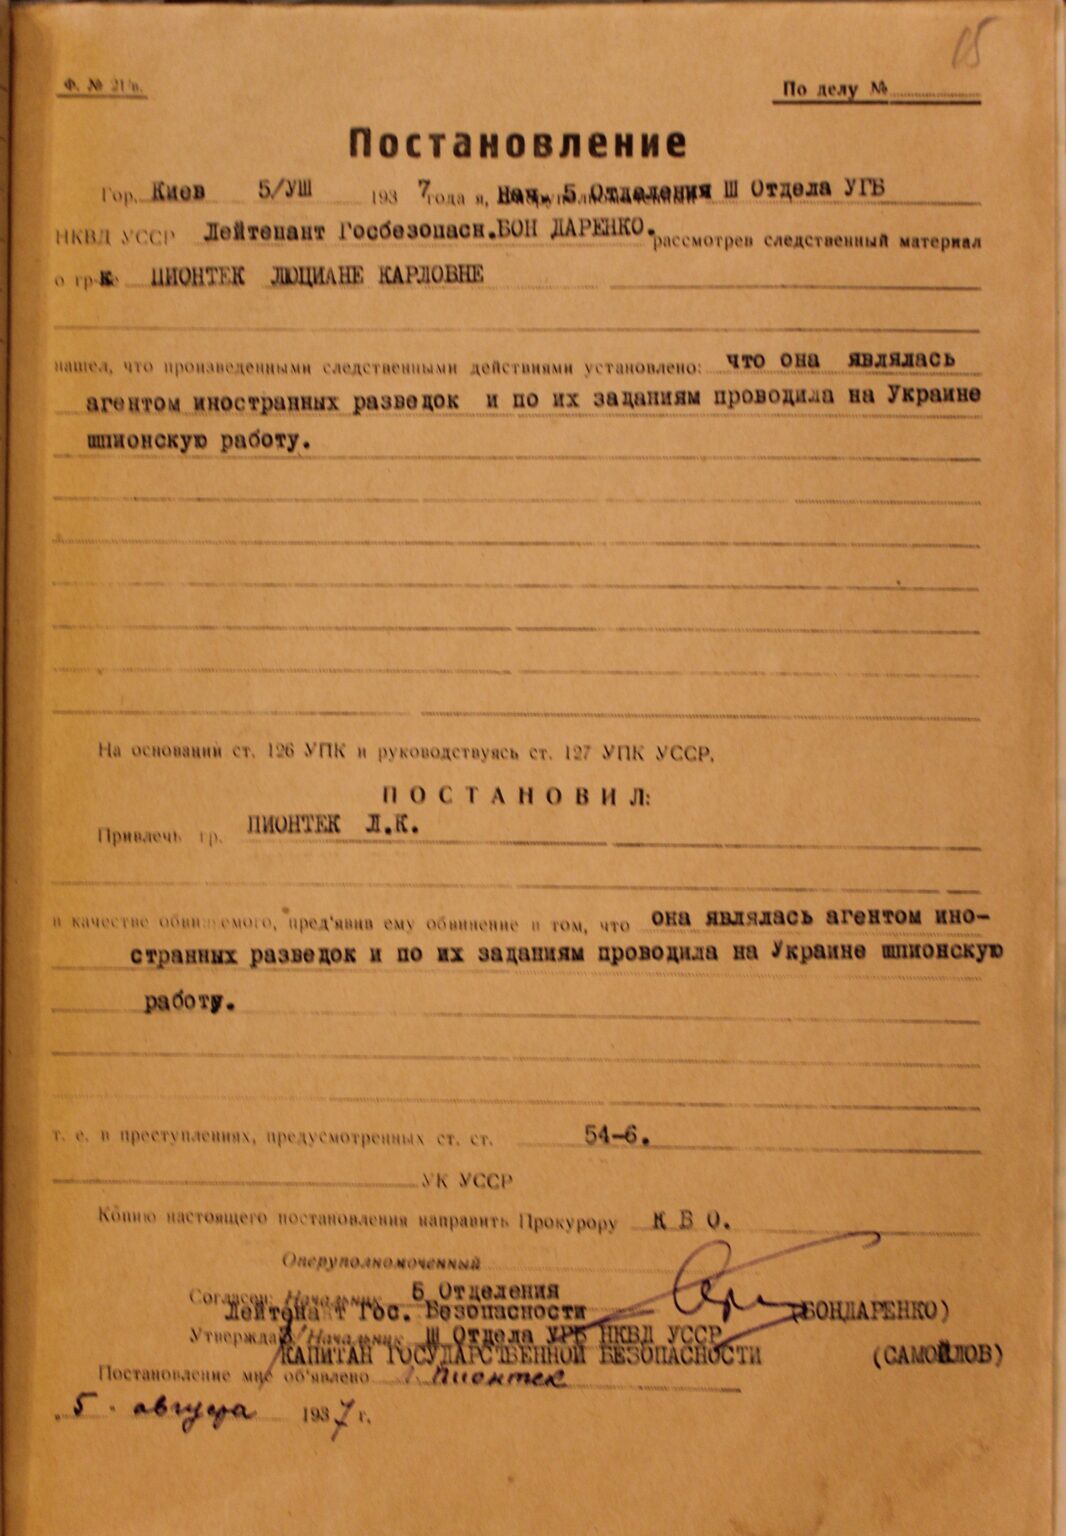 15
Ф. № 21/в.
По делу №
Постановление
Гор. Киев 5/УШ 1937 года я, Нач. 5 Отделения Ш Отдела УГБ
НКВД УССР Лейтенант Госбезопасн.БОН ДАРЕНКО. рассмотрев следственный материал
о гр-к ПИОНТЕК ЛЮЦИАНЕ КАРЛОВНЕ
нашел, что произведенными следственными действиями установлено: что она являлась
агентом иностранных разведок и по их заданиям проводила на Украине
шпионскую работу.
На основании ст. 126 УПК и руководствуясь ст. 127 УПК УССР,
ПОСТАНОВИЛ:
Привлечь гр. ПИОНТЕК Л.К.
в качестве обвиняемого, пред'явив ему обвинение в том, что она являлась агентом ино-
странных разведок и по их заданиям проводила на Украине шпионскую
работу.
т. е. в преступлениях, предусмотренных ст. ст. 54-6.
УК УССР
Копию настоящего постановления направить Прокурору К В О.
Оперуполномоченный
Согласен: Начальник 5 Отделения
Лейтенант Гос. Безопасности (БОНДАРЕНКО)
Утверждаю: Начальник Ш Отдела УГБ НКВД УССР
КАПИТАН ГОСУДАРСТВЕННОЙ БЕЗОПАСНОСТИ (САМОЙЛОВ)
Постановление мне об'явлено Пионтек
"5" августа 1937 г.